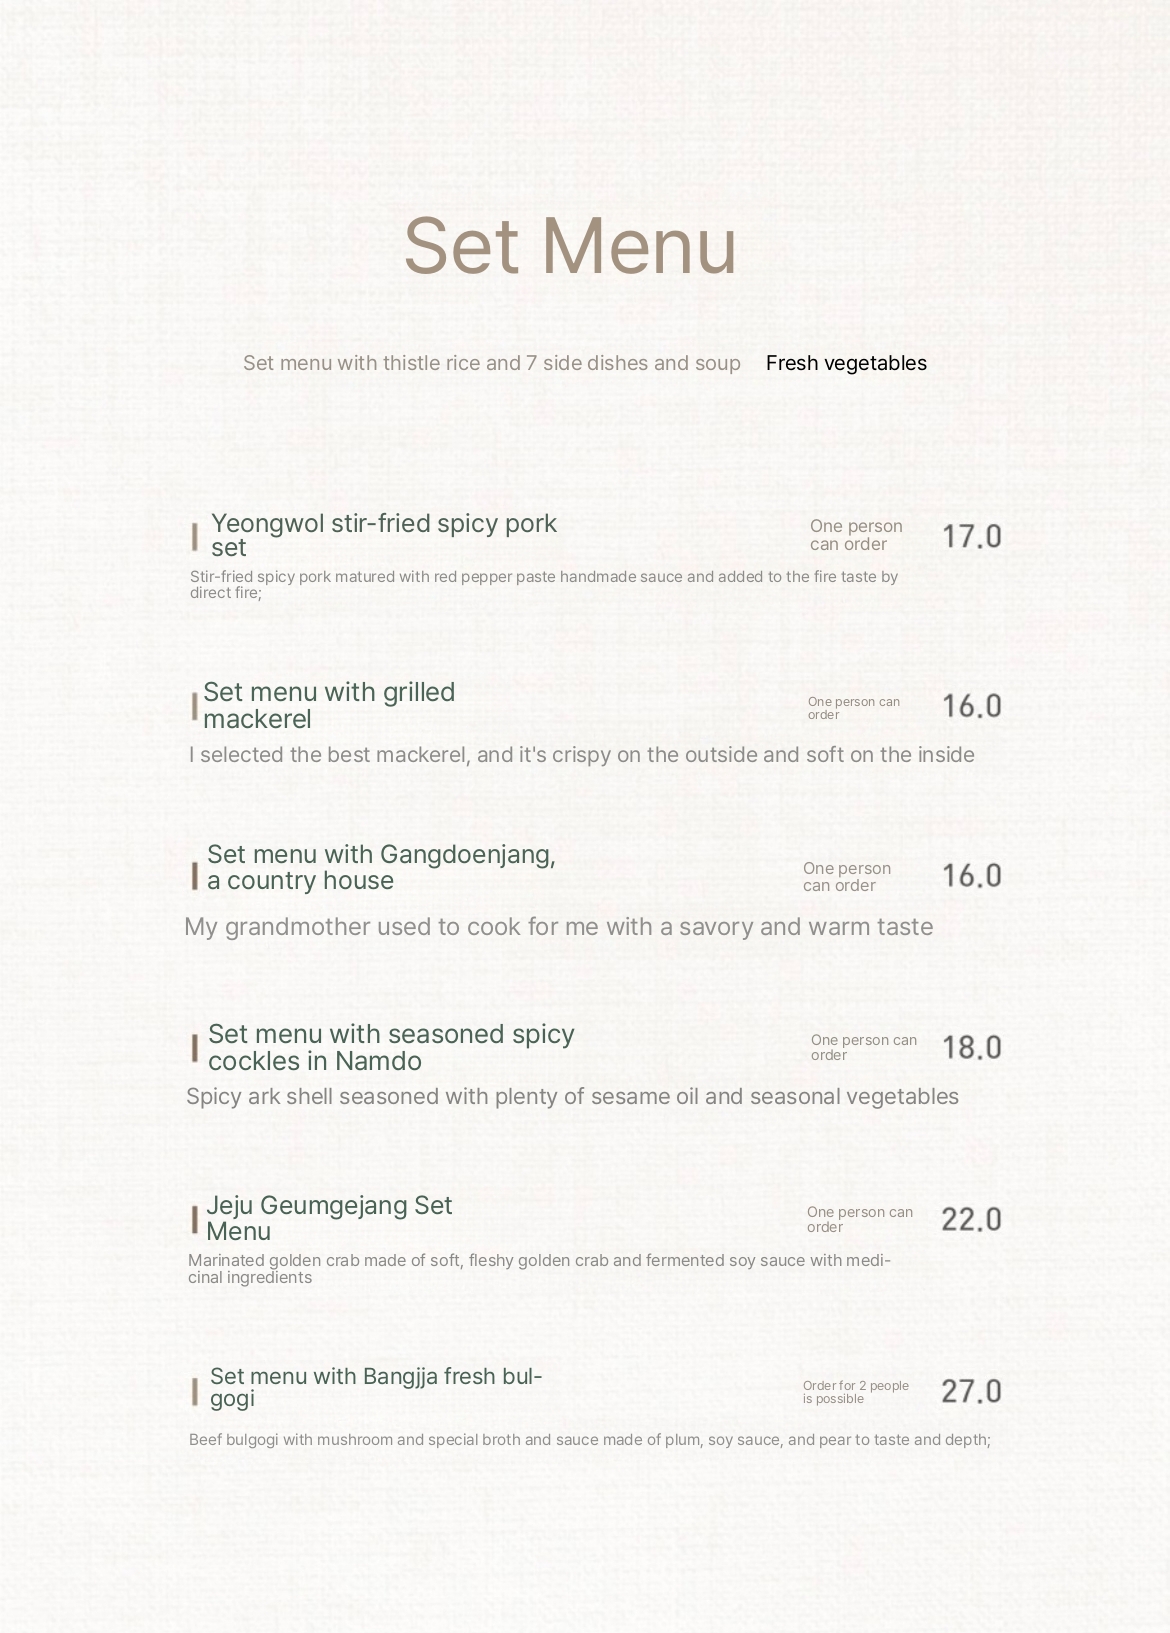 Set Menu
Set menu with thistle rice and 7 side dishes and soup Fresh vegetables
Yeongwol stir-fried spicy pork
set
One person
can order
17.0
Stir-fried spicy pork matured with red pepper paste handmade sauce and added to the fire taste by
direct fire;
Set menu with grilled
mackerel
One person can
order
16.0
I selected the best mackerel, and it's crispy on the outside and soft on the inside
Set menu with Gangdoenjang,
a country house
One person
can order
16.0
My grandmother used to cook for me with a savory and warm taste
Set menu with seasoned spicy
cockles in Namdo
One person can
order
18.0
Spicy ark shell seasoned with plenty of sesame oil and seasonal vegetables
Jeju Geumgejang Set
Menu
One person can
order
22.0
Marinated golden crab made of soft, fleshy golden crab and fermented soy sauce with medi-
cinal ingredients
Set menu with Bangjja fresh bul-
gogi
Order for 2 people
is possible
27.0
Beef bulgogi with mushroom and special broth and sauce made of plum, soy sauce, and pear to taste and depth;